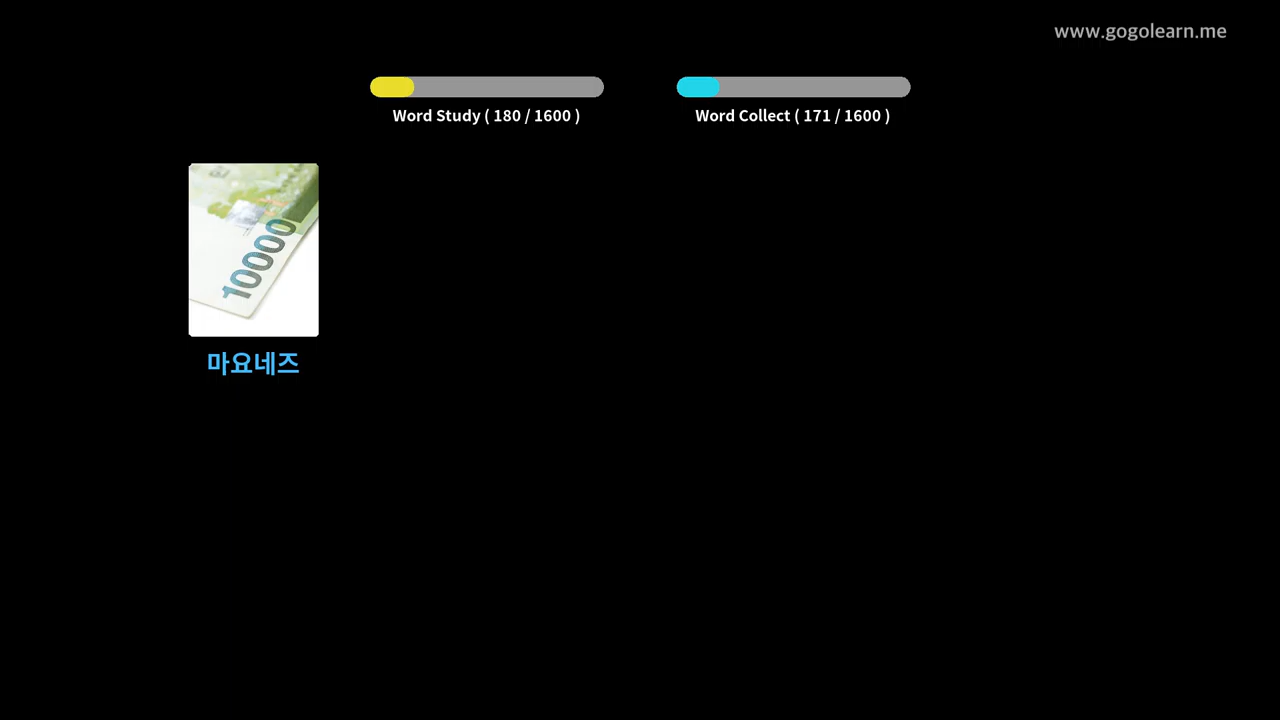 www.gogolearn.me
Word Study ( 180 / 1600 )
Word Collect ( 171 / 1600 )
10000
마요네즈